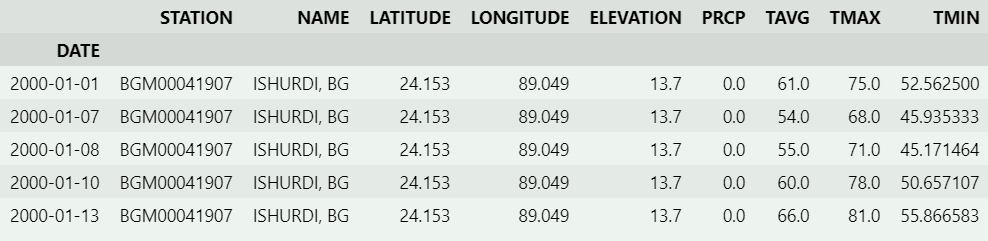 STATION NAME LATITUDE LONGITUDE ELEVATION PRCP TAVG TMAX TMIN
DATE
2000-01-01 BGM00041907 ISHURDI, BG 24.153 89.049 13.7 0.0 61.0 75.0 52.562500
2000-01-07 BGM00041907 ISHURDI, BG 24.153 89.049 13.7 0.0 54.0 68.0 45.935333
2000-01-08 BGM00041907 ISHURDI, BG 24.153 89.049 13.7 0.0 55.0 71.0 45.171464
2000-01-10 BGM00041907 ISHURDI, BG 24.153 89.049 13.7 0.0 60.0 78.0 50.657107
2000-01-13 BGM00041907 ISHURDI, BG 24.153 89.049 13.7 0.0 66.0 81.0 55.866583